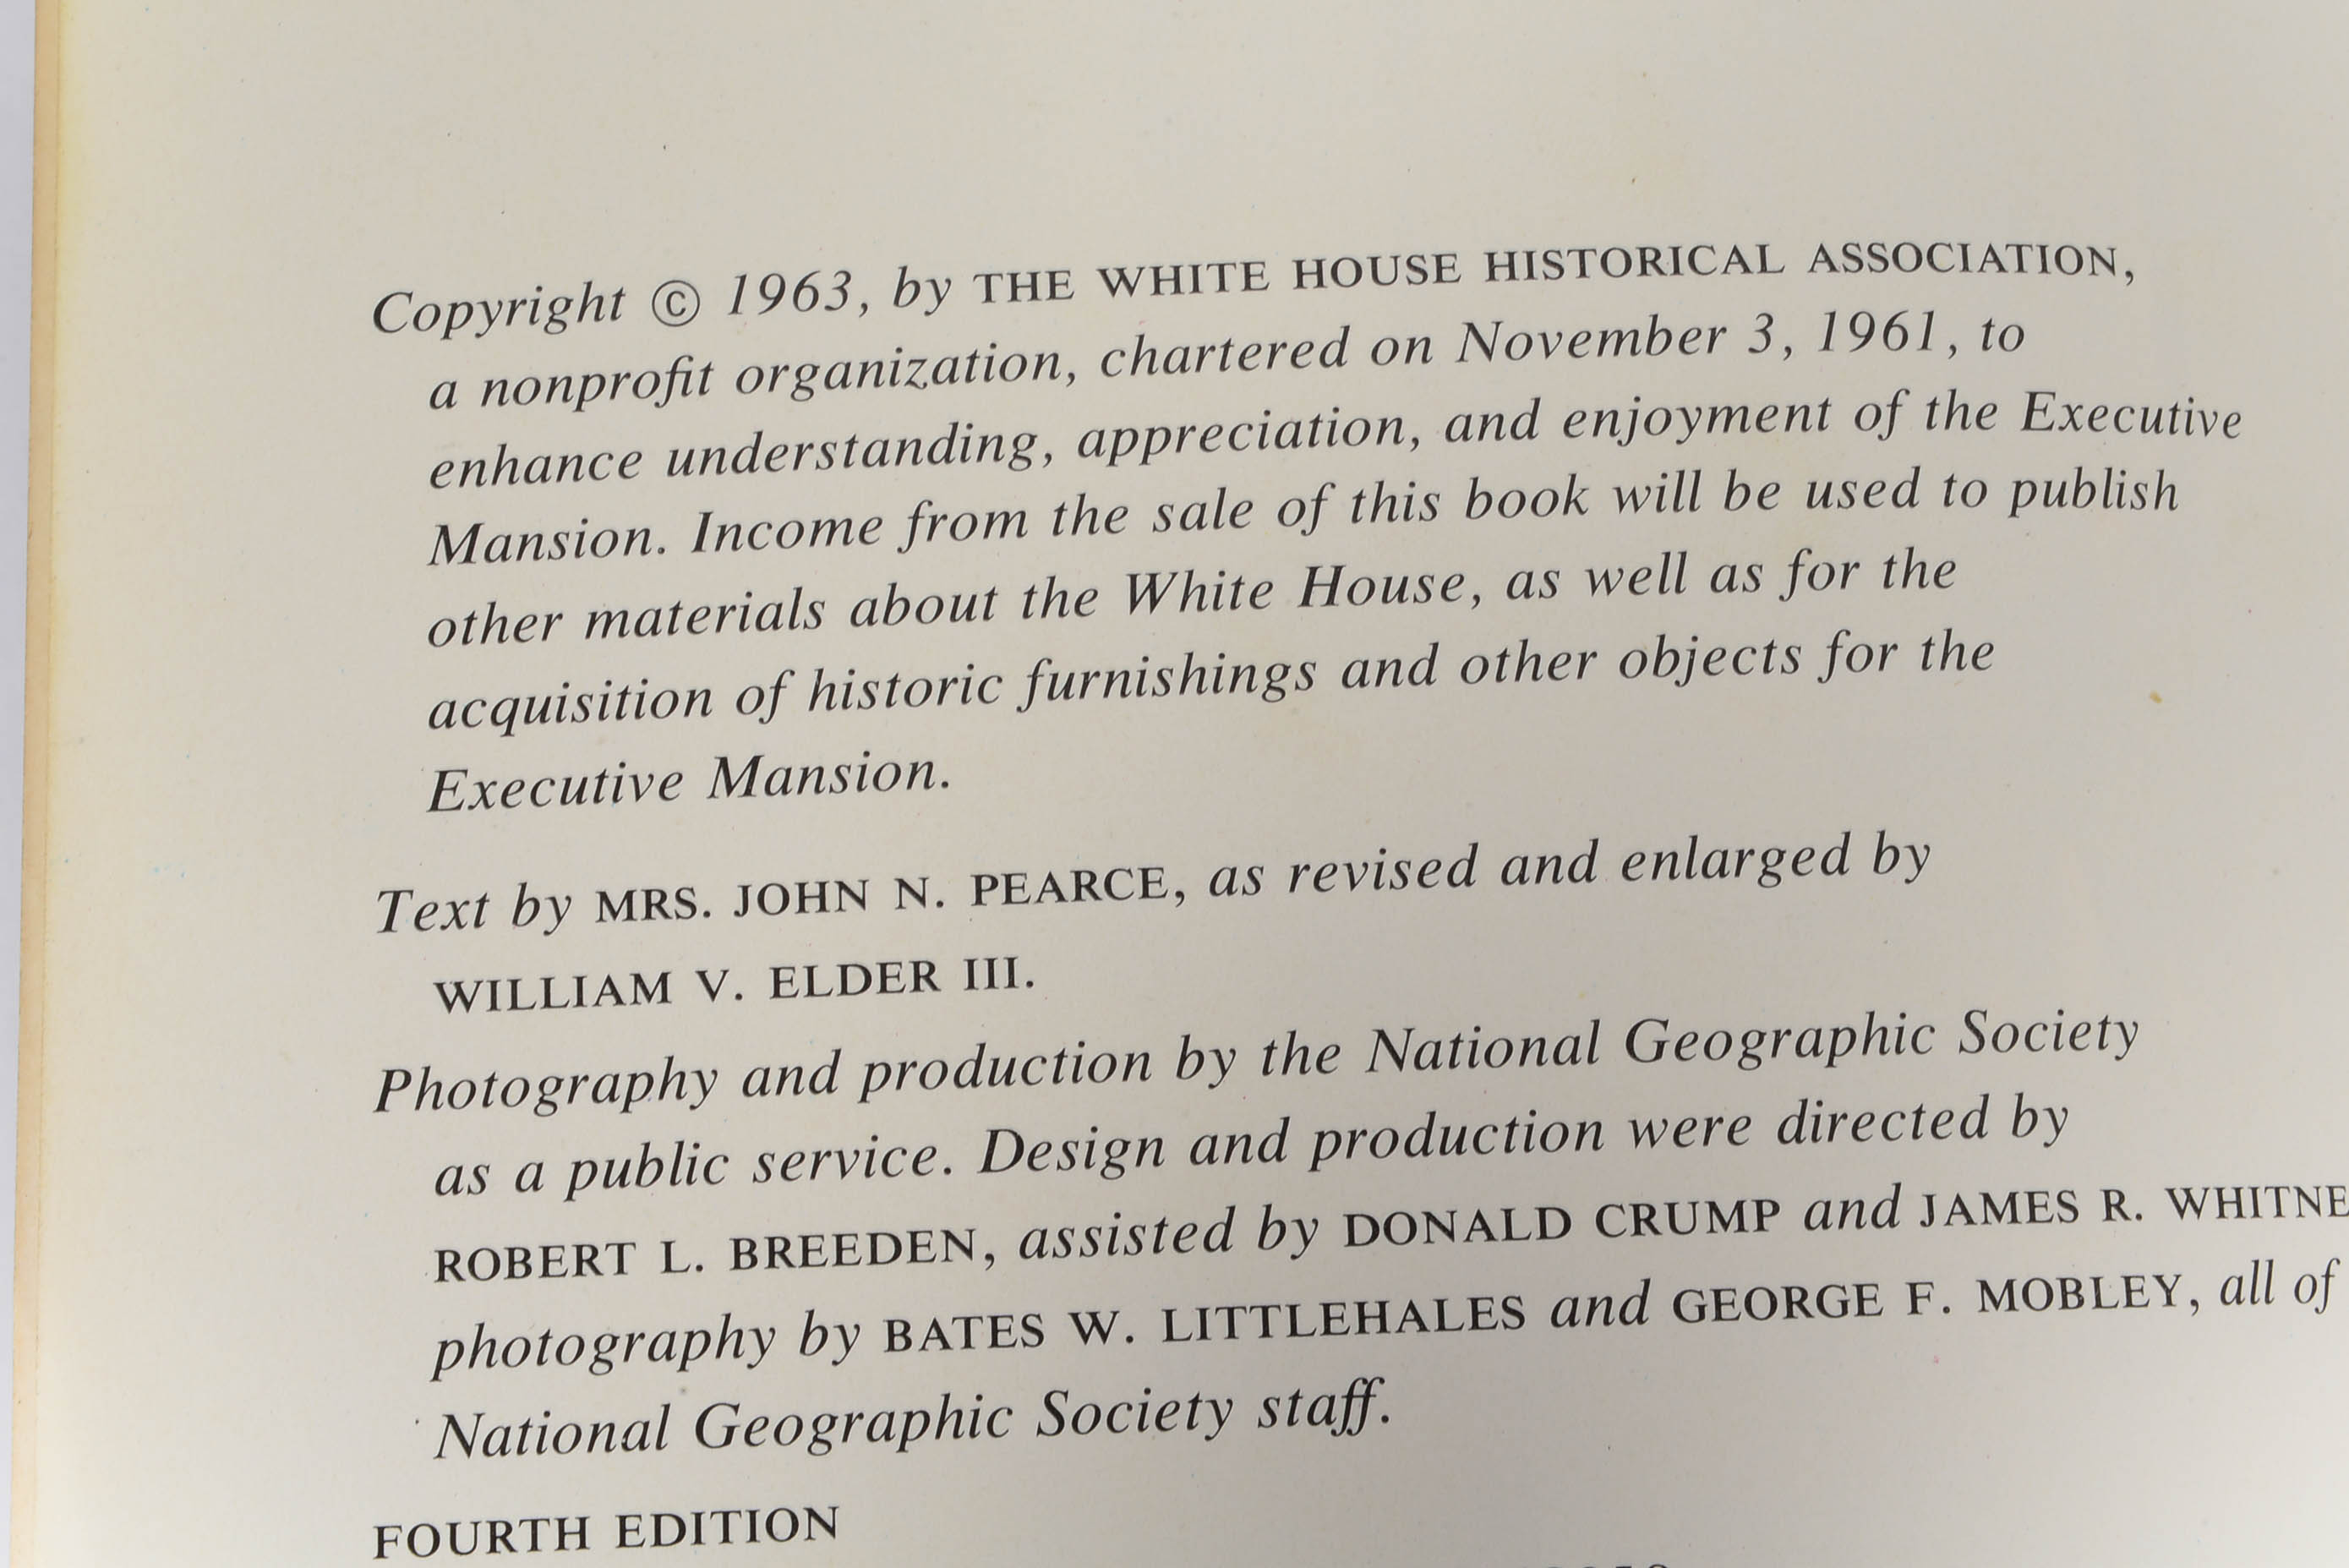 Copyright © 1963, by THE WHITE HOUSE HISTORICAL ASSOCIATION,
a nonprofit organization, chartered on November 3, 1961, to
enhance understanding, appreciation, and enjoyment of the Executive
Mansion. Income from the sale of this book will be used to publish
other materials about the White House, as well as for the
acquisition of historic furnishings and other objects for the
Executive Mansion.
Text by MRS. JOHN N. PEARCE, as revised and enlarged by
WILLIAM V. ELDER III.
Photography and production by the National Geographic Society
as a public service. Design and production were directed by
ROBERT L. BREEDEN, assisted by DONALD CRUMP and JAMES R. WHITNE
photography by BATES W. LITTLEHALES and GEORGE F. MOBLEY, all of
National Geographic Society staff.
FOURTH EDITION